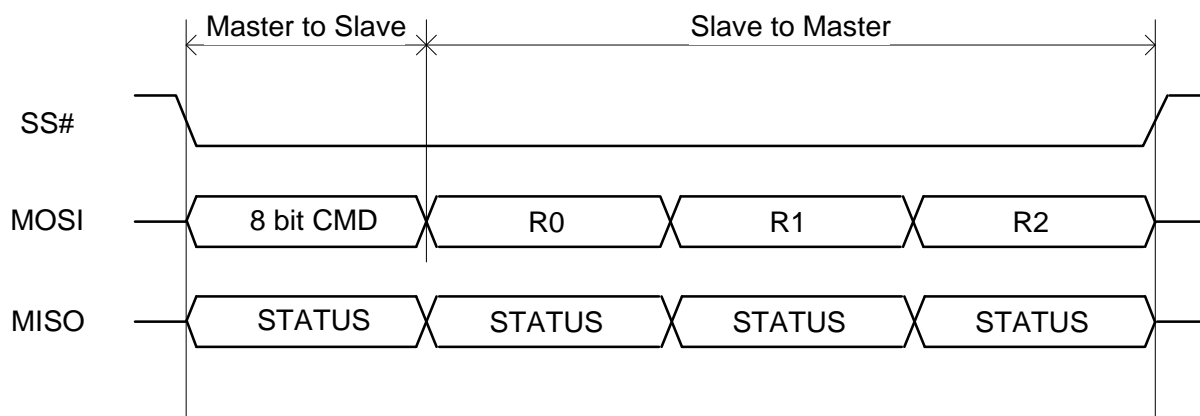 Master to Slave Slave to Master
SS#
MOSI 8 bit CMD R0 R1 R2
MISO STATUS STATUS STATUS STATUS